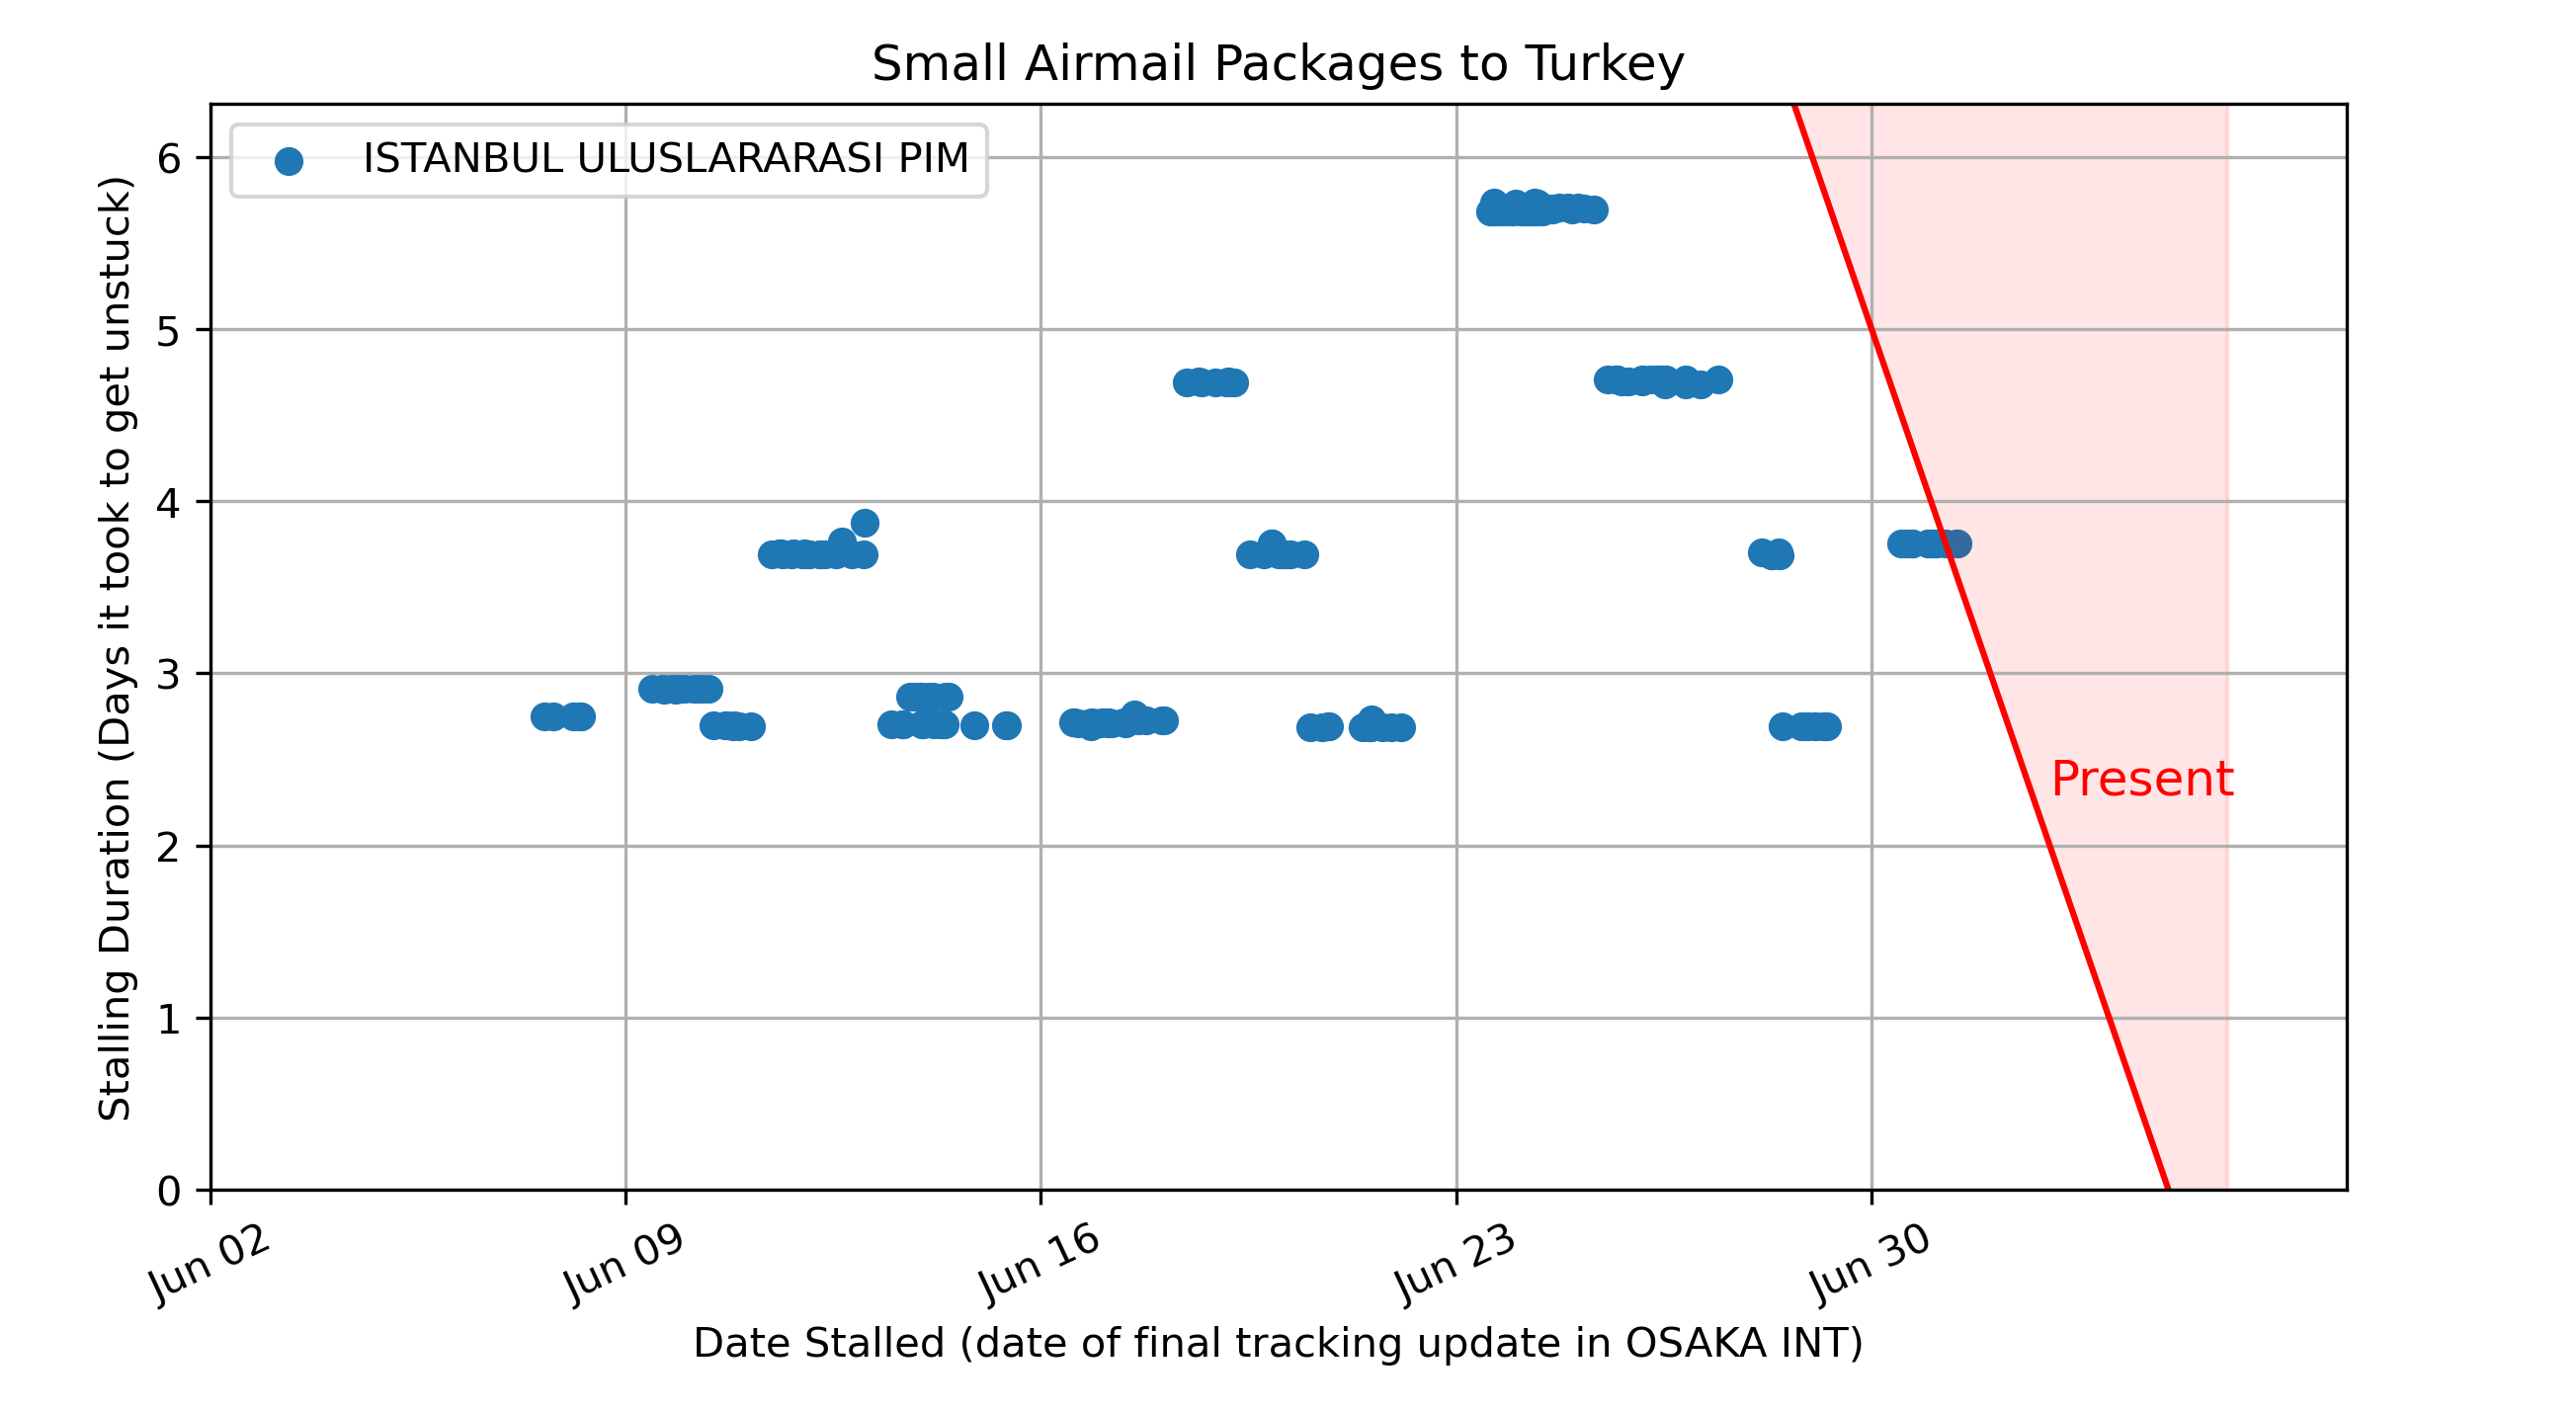 Small Airmail Packages to Turkey
ISTANBUL ULUSLARARASI PIM
Stalling Duration (Days it took to get unstuck)
6
5
4
3
2
1
0
Present
Jun 02
Jun 09
Jun 16
Jun 23
Jun 30
Date Stalled (date of final tracking update in OSAKA INT)